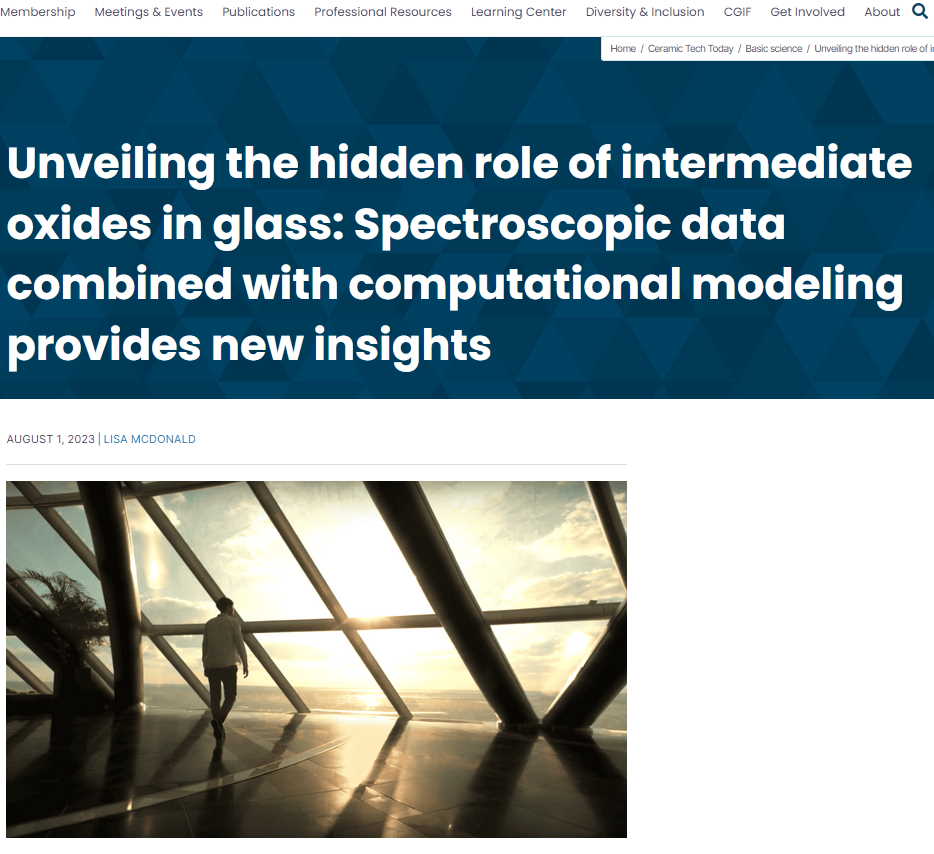 Membership Meetings & Events Publications Professional Resources Learning Center Diversity & Inclusion CGIF Get Involved About
Home / Ceramic Tech Today / Basic science / Unveiling the hidden role of
Unveiling the hidden role of intermediate
oxides in glass: Spectroscopic data
combined with computational modeling
provides new insights
AUGUST 1, 2023 | LISA MCDONALD